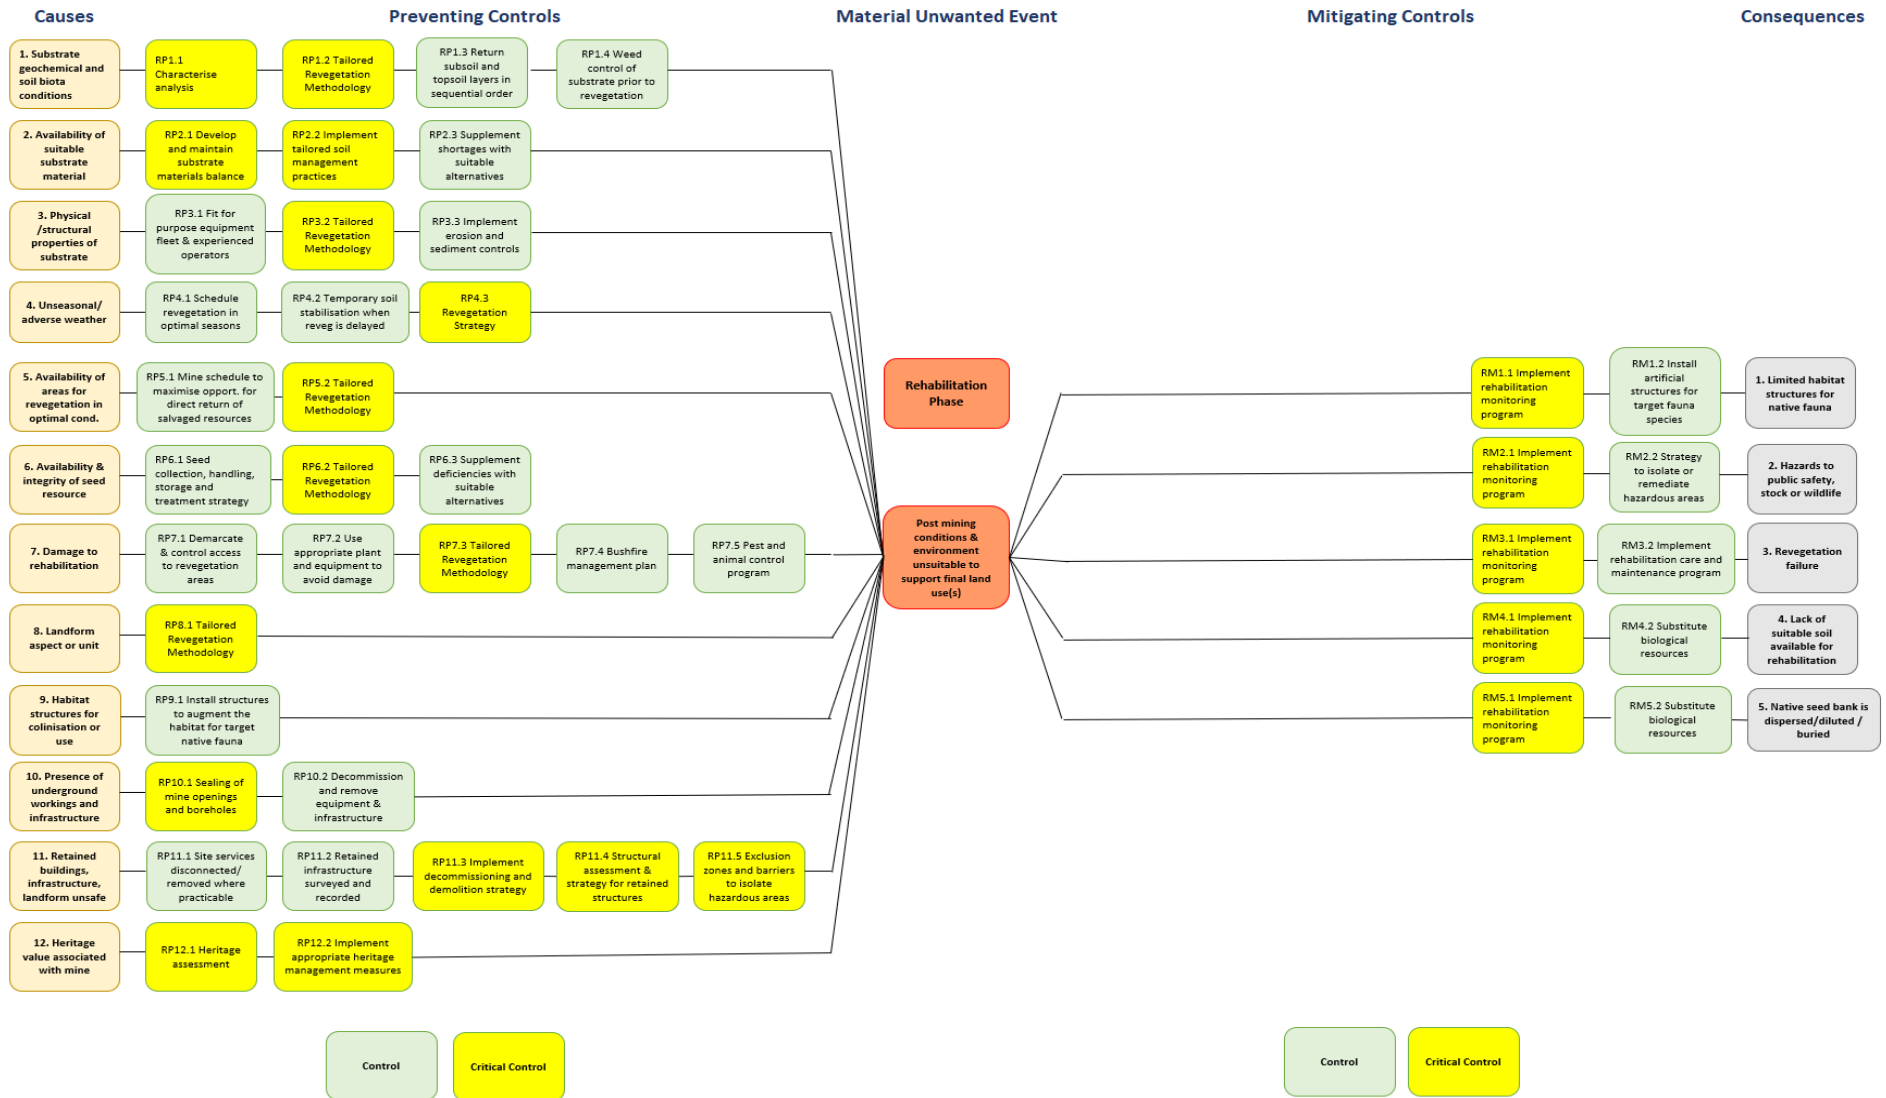 Causes
Preventing Controls
Material Unwanted Event
Mitigating Controls
Consequences
1. Substrate
geochemical and
soil biota
conditions
RP1.1
Characterise
analysis
RP1.2 Tailored
Revegetation
Methodology
RP1.3 Return
subsoil and
topsoil layers in
sequential order
RP1.4 Weed
control of
substrate prior to
revegetation
2. Availability of
suitable
substrate
material
RP2.1 Develop
and maintain
substrate
materials balance
RP2.2 Implement
tailored soil
management
practices
RP2.3 Supplement
shortages with
suitable
alternatives
3. Physical
/structural
properties of
substrate
RP3.1 Fit for
purpose equipment
fleet & experienced
operators
RP3.2 Tailored
Revegetation
Methodology
RP3.3 Implement
erosion and
sediment controls
4. Unseasonal/
adverse weather
RP4.1 Schedule
revegetation in
optimal seasons
RP4.2 Temporary soil
stabilisation when
reveg is delayed
RP4.3
Revegetation
Strategy
5. Availability of
areas for
revegetation in
optimal cond.
RP5.1 Mine schedule to
maximise opport. for
direct return of
salvaged resources
RP5.2 Tailored
Revegetation
Methodology
6. Availability &
integrity of seed
resource
RP6.1 Seed
collection, handling,
storage and
treatment strategy
RP6.2 Tailored
Revegetation
Methodology
RP6.3 Supplement
deficiencies with
suitable
alternatives
7. Damage to
rehabilitation
RP7.1 Demarcate
& control access
to revegetation
areas
RP7.2 Use
appropriate plant
and equipment to
avoid damage
RP7.3 Tailored
Revegetation
Methodology
RP7.4 Bushfire
management plan
RP7.5 Pest and
animal control
program
8. Landform
aspect or unit
RP8.1 Tailored
Revegetation
Methodology
9. Habitat
structures for
colinisation or
use
RP9.1 Install structures
to augment the
habitat for target
native fauna
10. Presence of
underground
workings and
infrastructure
RP10.1 Sealing of
mine openings
and boreholes
RP10.2 Decommission
and remove
equipment &
infrastructure
11. Retained
buildings,
infrastructure,
landform unsafe
RP11.1 Site services
disconnected/
removed where
practicable
RP11.2 Retained
infrastructure
surveyed and
recorded
RP11.3 Implement
decommissioning and
demolition strategy
RP11.4 Structural
assessment &
strategy for retained
structures
RP11.5 Exclusion
zones and barriers
to isolate
hazardous areas
12. Heritage
value associated
with mine
RP12.1 Heritage
assessment
RP12.2 Implement
appropriate heritage
management measures
Rehabilitation
Phase
Post mining
conditions &
environment
unsuitable to
support final land
use(s)
RM1.1 Implement
rehabilitation
monitoring
program
RM1.2 Install
artificial
structures for
target fauna
species
1. Limited habitat
structures for
native fauna
RM2.1 Implement
rehabilitation
monitoring
program
RM2.2 Strategy
to isolate or
remediate
hazardous areas
2. Hazards to
public safety,
stock or wildlife
RM3.1 Implement
rehabilitation
monitoring
program
RM3.2 Implement
rehabilitation care and
maintenance program
3. Revegetation
failure
RM4.1 Implement
rehabilitation
monitoring
program
RM4.2 Substitute
biological
resources
4. Lack of
suitable soil
available for
rehabilitation
RM5.1 Implement
rehabilitation
monitoring
program
RM5.2 Substitute
biological
resources
5. Native seed bank is
dispersed/diluted /
buried
Control
Critical Control
Control
Critical Control